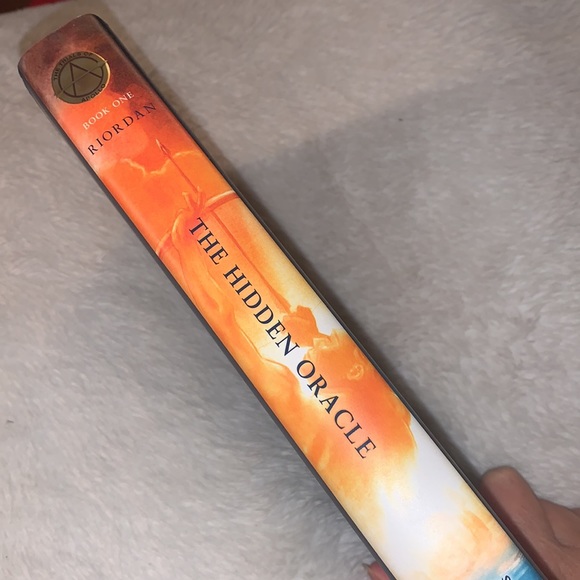 BOOK ONE
RIORDAN
THE HIDDEN ORACLE